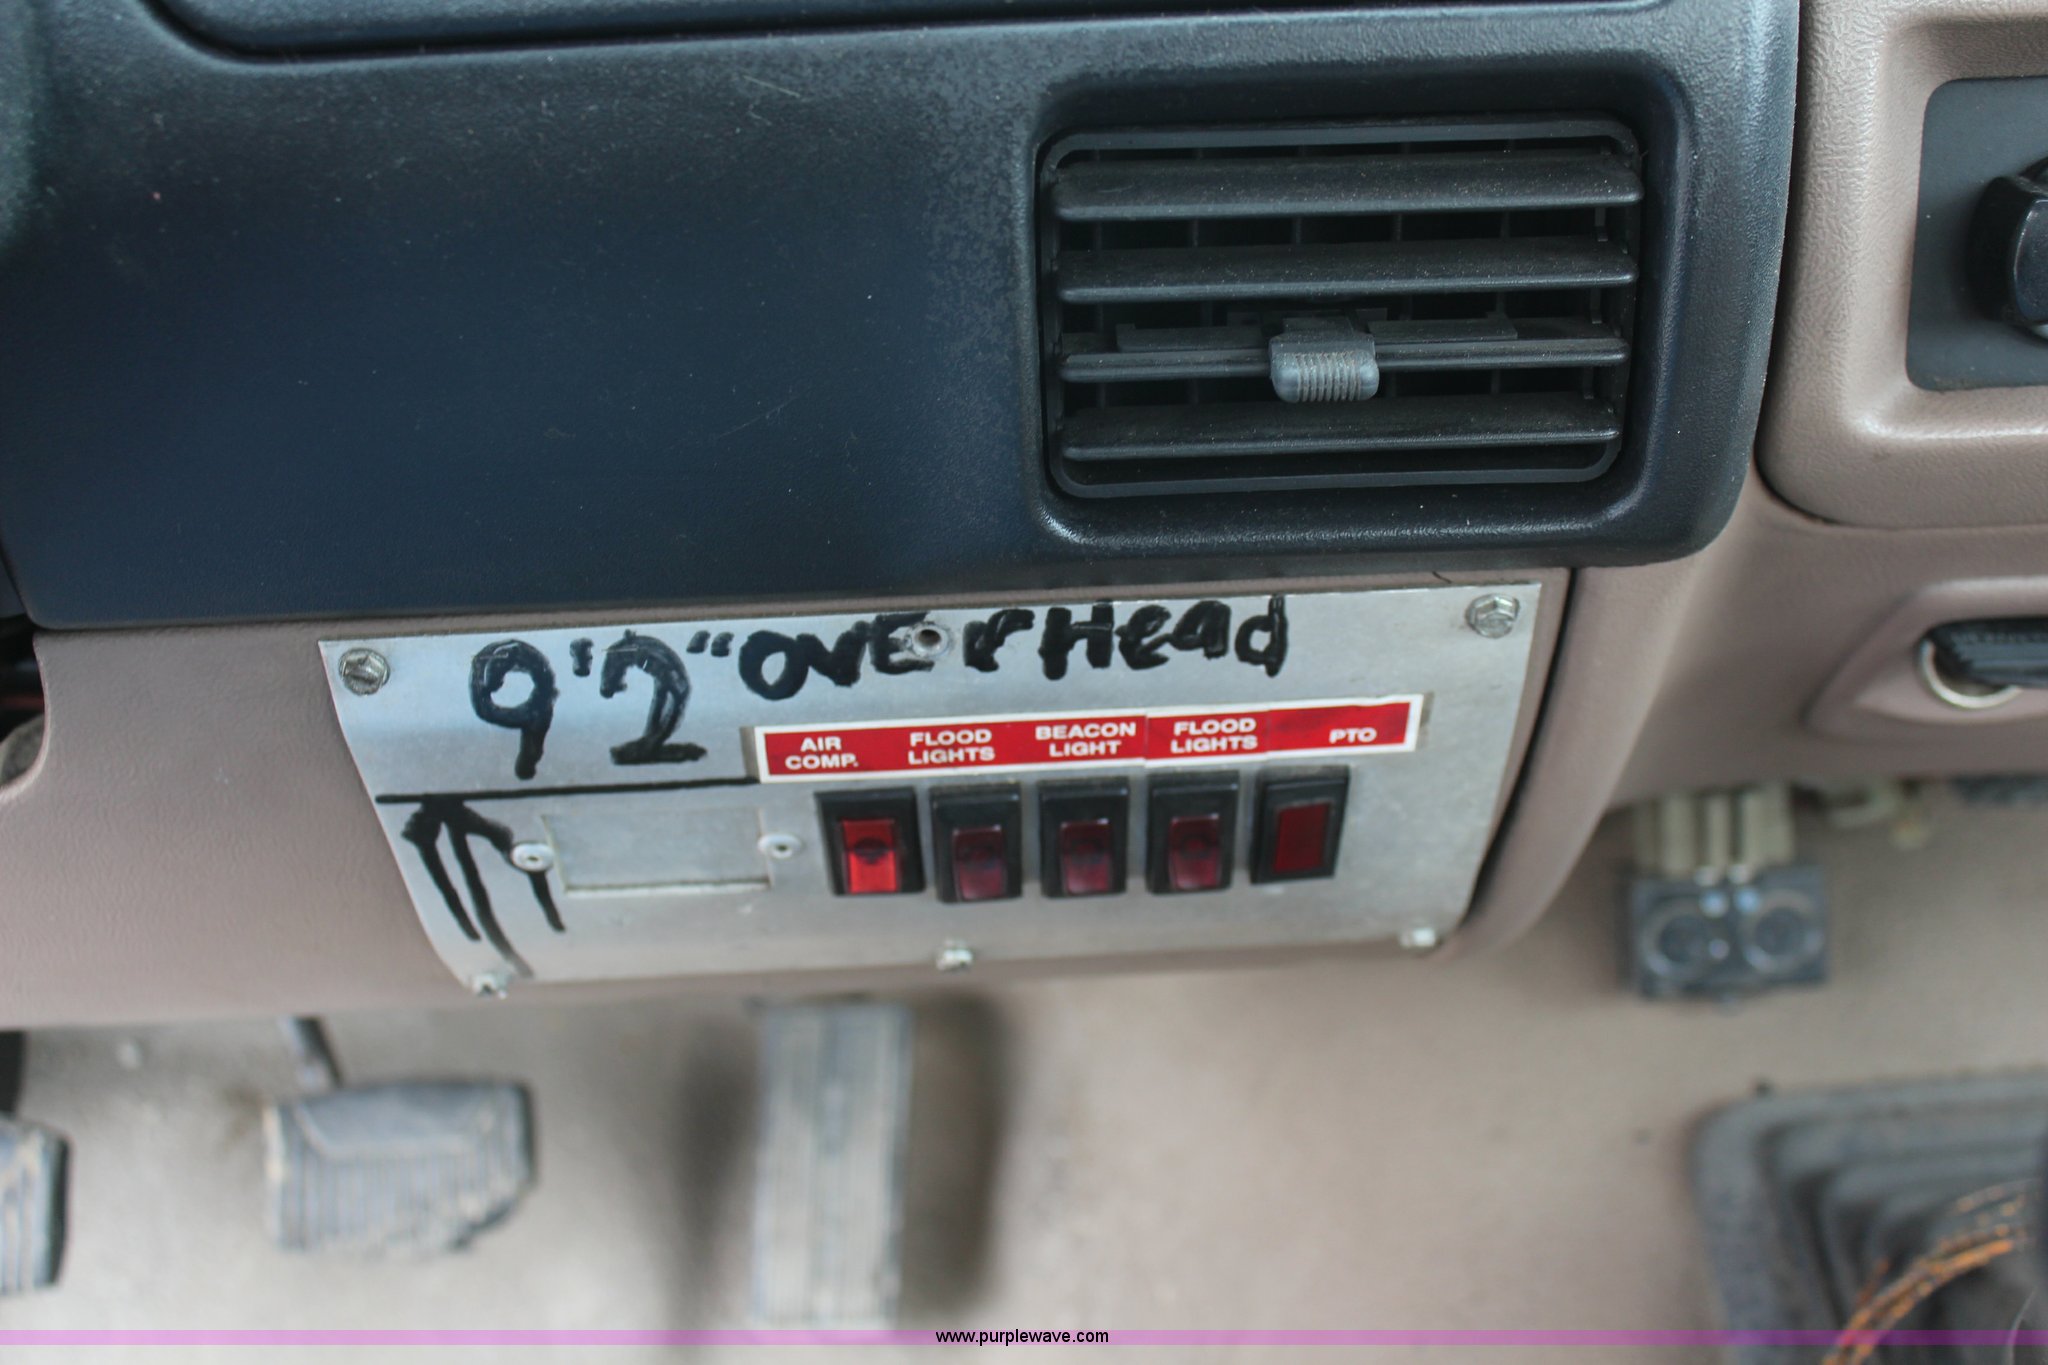 9'2" OVErHead
AIR COMP.
FLOOD LIGHTS
BEACON LIGHT
FLOOD LIGHTS
PTO
www.purplewave.com